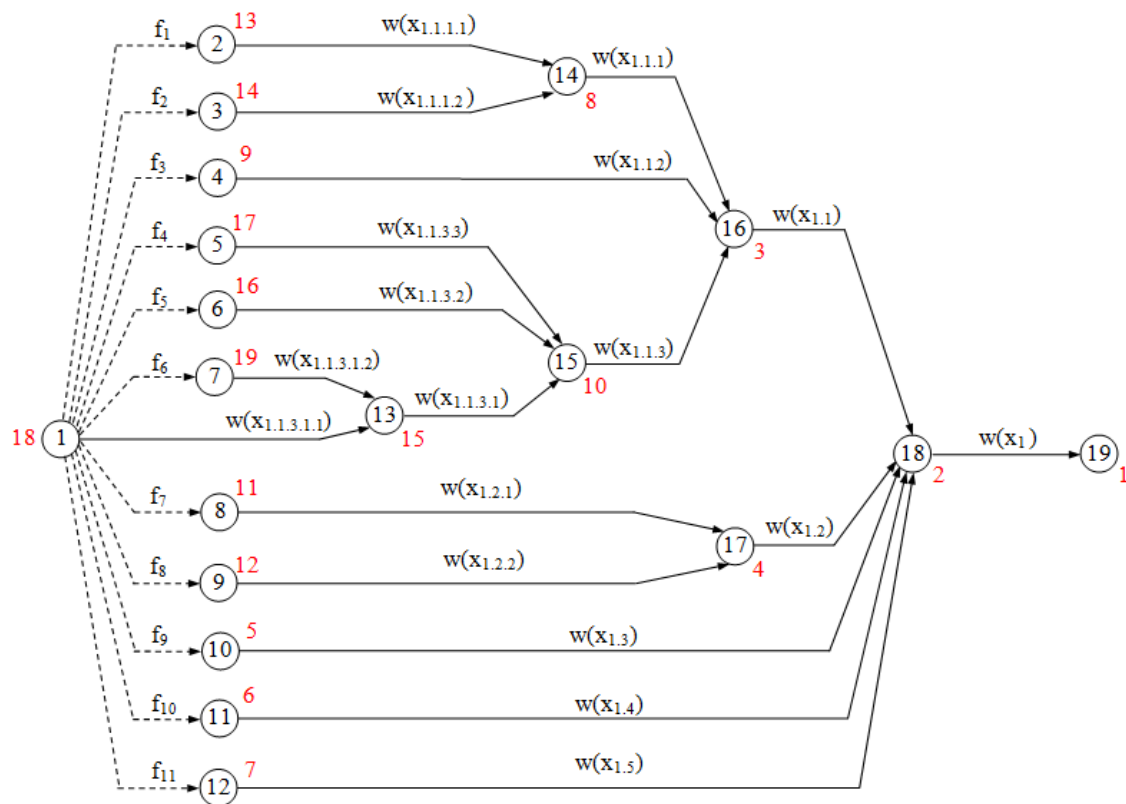 f₁ 2 13 w(x₁.₁.₁.₁) 14 8 w(x₁.₁.₁)
f₂ 3 14 w(x₁.₁.₁.₂)
f₃ 4 9 w(x₁.₁.₂) 16 3 w(x₁.₁)
f₄ 5 17 w(x₁.₁.₃.₃)
f₅ 6 16 w(x₁.₁.₃.₂) 15 10 w(x₁.₁.₃)
f₆ 7 19 w(x₁.₁.₃.₁.₂) 13 15 w(x₁.₁.₃.₁)
18 1 w(x₁.₁.₃.₁.₁) 18 2 w(x₁) 19 1
f₇ 8 11 w(x₁.₂.₁) 17 4 w(x₁.₂)
f₈ 9 12 w(x₁.₂.₂)
f₉ 10 5 w(x₁.₃)
f₁₀ 11 6 w(x₁.₄)
f₁₁ 12 7 w(x₁.₅)